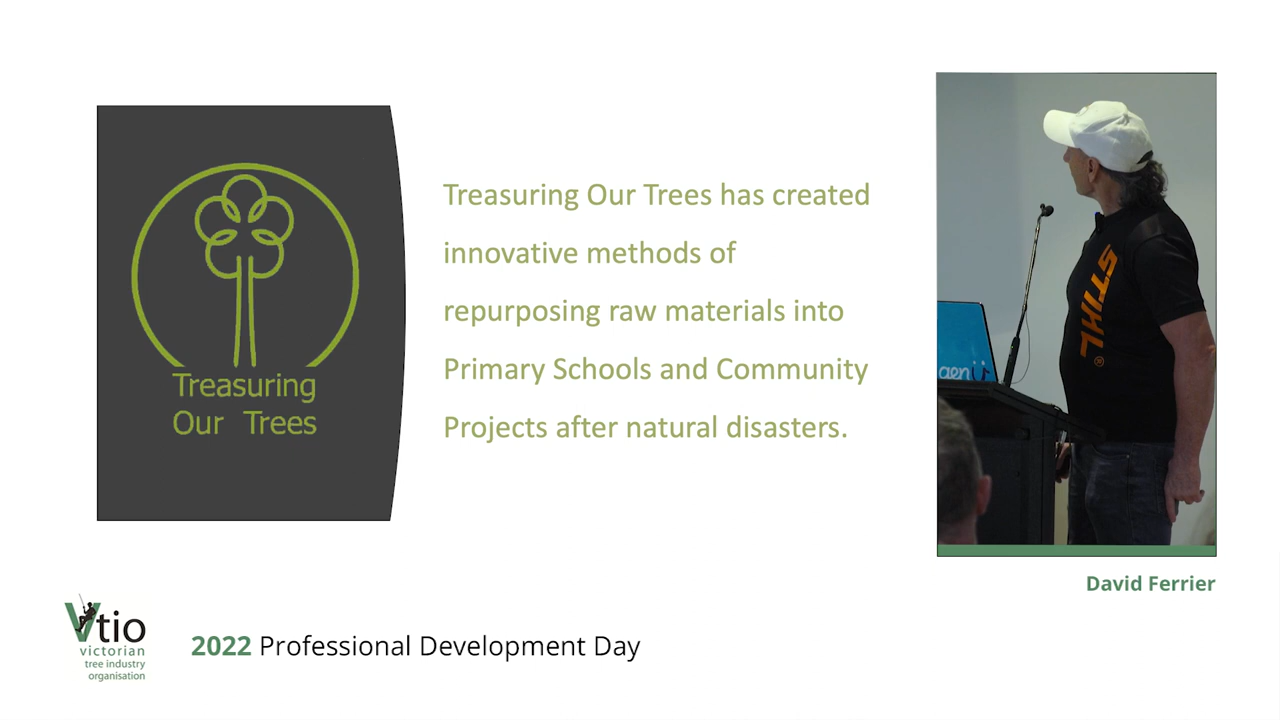 Treasuring
Our Trees
Treasuring Our Trees has created
innovative methods of
repurposing raw materials into
Primary Schools and Community
Projects after natural disasters.
STIHL®
genü
David Ferrier
Vtio
victorian
tree industry
organisation
2022 Professional Development Day